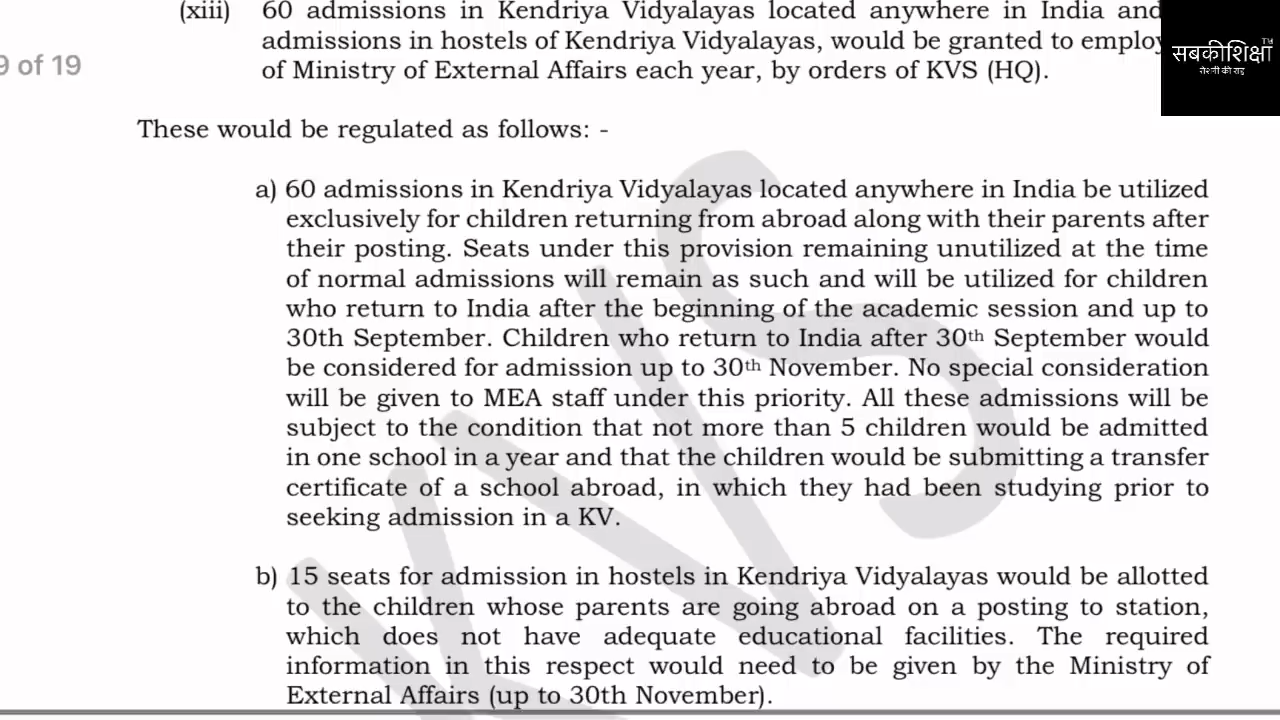 (xiii) 60 admissions in Kendriya Vidyalayas located anywhere in India and
admissions in hostels of Kendriya Vidyalayas, would be granted to employ
of Ministry of External Affairs each year, by orders of KVS (HQ).
सबकीशिक्षा TM
रोशनी की राह
9 of 19
These would be regulated as follows: -
a) 60 admissions in Kendriya Vidyalayas located anywhere in India be utilized
exclusively for children returning from abroad along with their parents after
their posting. Seats under this provision remaining unutilized at the time
of normal admissions will remain as such and will be utilized for children
who return to India after the beginning of the academic session and up to
30th September. Children who return to India after 30th September would
be considered for admission up to 30th November. No special consideration
will be given to MEA staff under this priority. All these admissions will be
subject to the condition that not more than 5 children would be admitted
in one school in a year and that the children would be submitting a transfer
certificate of a school abroad, in which they had been studying prior to
seeking admission in a KV.
b) 15 seats for admission in hostels in Kendriya Vidyalayas would be allotted
to the children whose parents are going abroad on a posting to station,
which does not have adequate educational facilities. The required
information in this respect would need to be given by the Ministry of
External Affairs (up to 30th November).
KVS